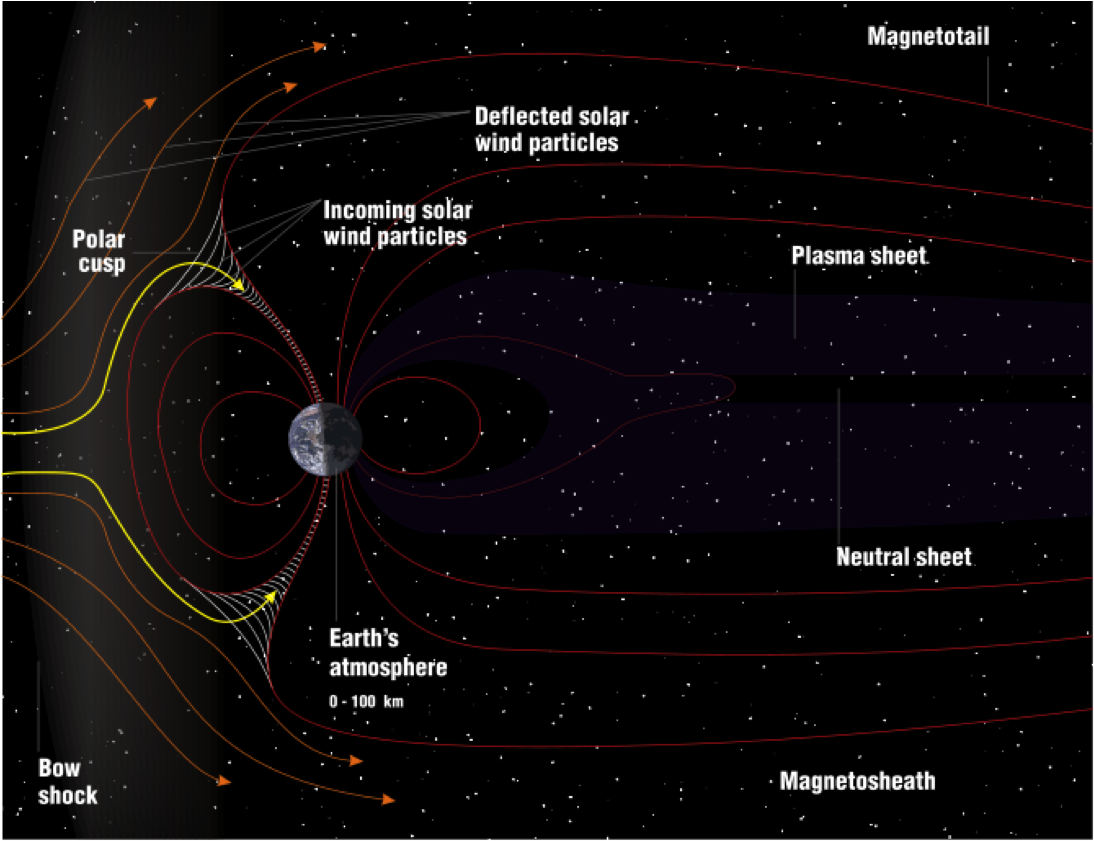 Magnetotail
Deflected solar
wind particles
Incoming solar
wind particles
Polar
cusp
Plasma sheet
Neutral sheet
Earth's
atmosphere
0 - 100 km
Bow
shock
Magnetosheath